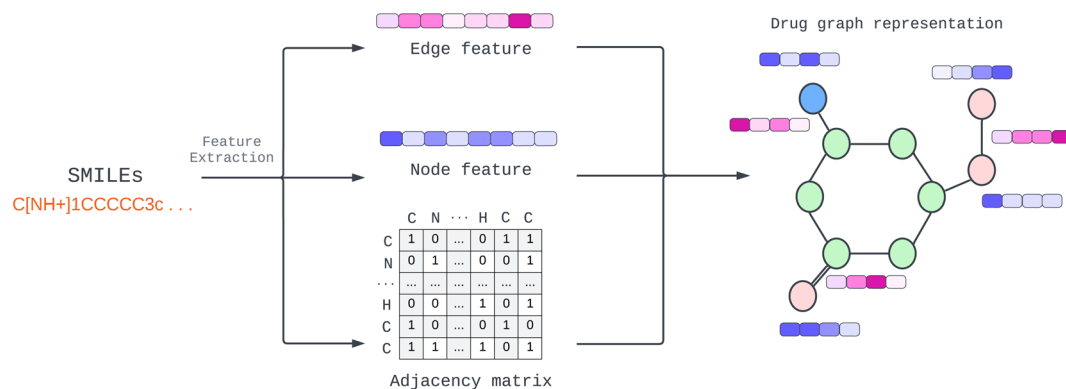 Drug graph representation
Edge feature
Feature
Extraction
Node feature
SMILEs
C[NH+]1CCCCC3c . . .
C N ... H C C
C 1 0 ... 0 1 1
N 0 1 ... 0 0 1
... ... ... ... ... ... ...
H 0 0 ... 1 0 1
C 1 0 ... 0 1 0
C 1 1 ... 1 0 1
Adjacency matrix